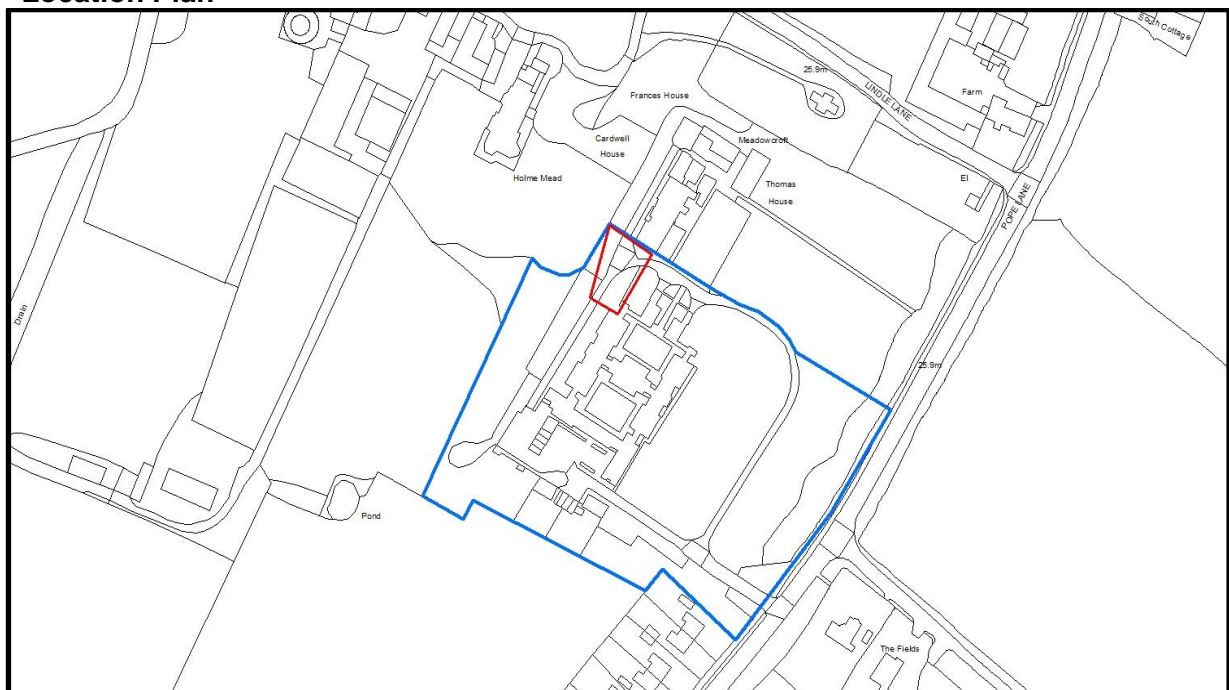 Location Plan
South Cottage
25.9m
LINDLE LANE
Farm
Frances House
Cardwell
House
Meadowcroft
Holme Mead
Thomas
House
El
POPE LANE
Drain
25.9m
Pond
The Fields